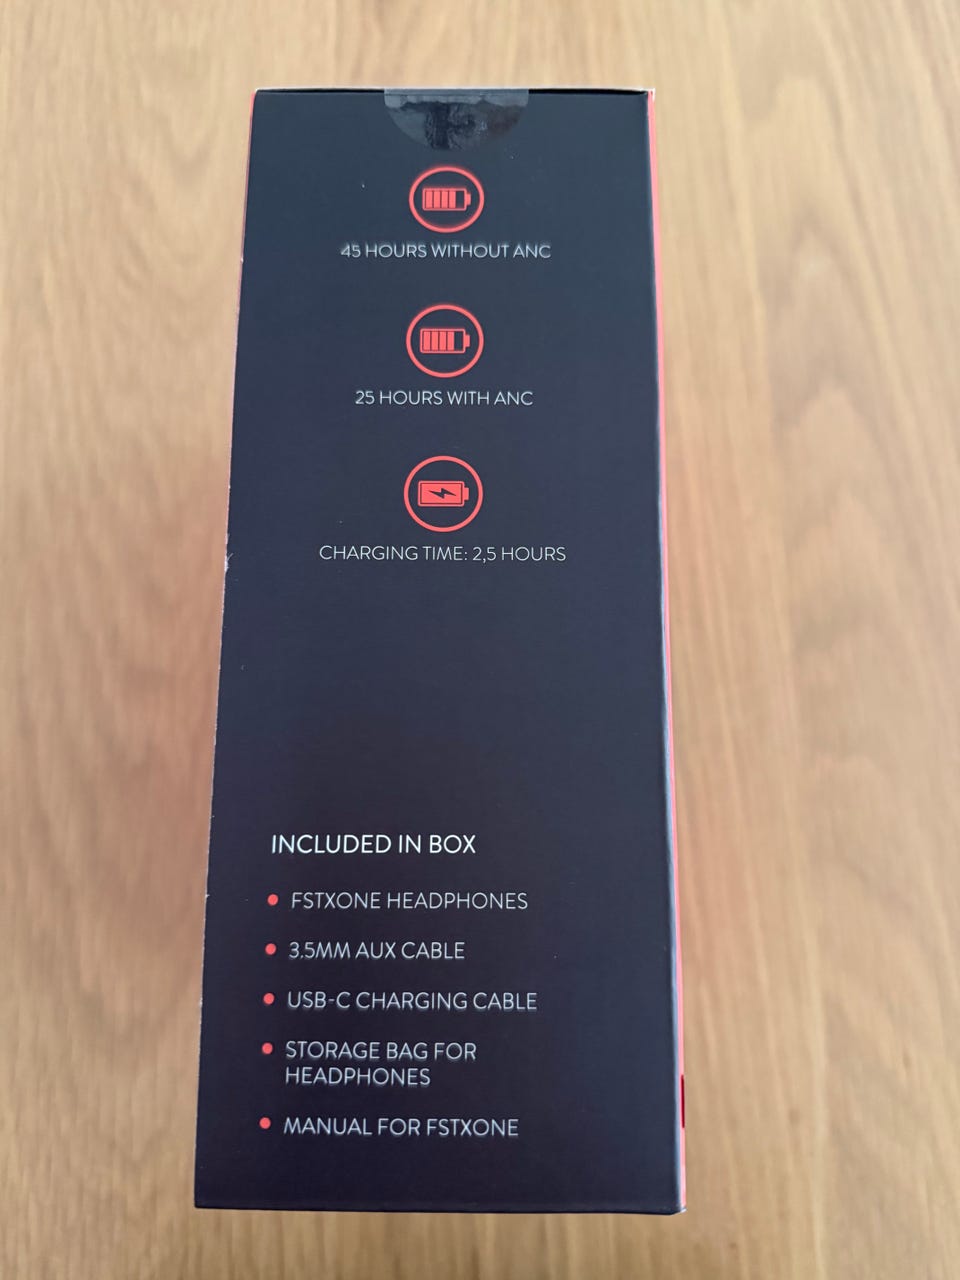 45 HOURS WITHOUT ANC
25 HOURS WITH ANC
CHARGING TIME: 2,5 HOURS
INCLUDED IN BOX
FSTXONE HEADPHONES
3.5MM AUX CABLE
USB-C CHARGING CABLE
STORAGE BAG FOR
HEADPHONES
MANUAL FOR FSTXONE